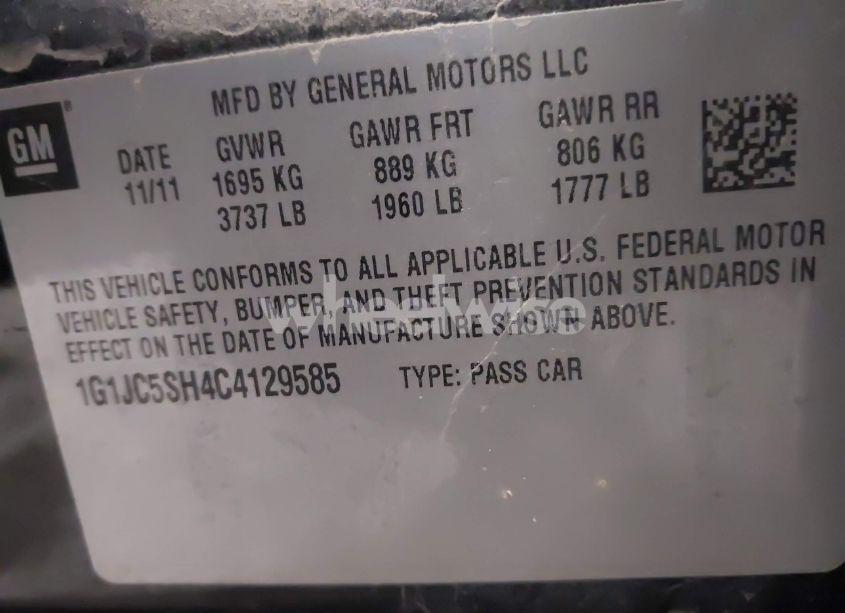 MFD BY GENERAL MOTORS LLC
GM®
DATE GVWR GAWR FRT GAWR RR
11/11 1695 KG 889 KG 806 KG
3737 LB 1960 LB 1777 LB
THIS VEHICLE CONFORMS TO ALL APPLICABLE U.S. FEDERAL MOTOR
VEHICLE SAFETY, BUMPER, AND THEFT PREVENTION STANDARDS IN
EFFECT ON THE DATE OF MANUFACTURE SHOWN ABOVE.
1G1JC5SH4C4129585 TYPE: PASS CAR
wheelwise